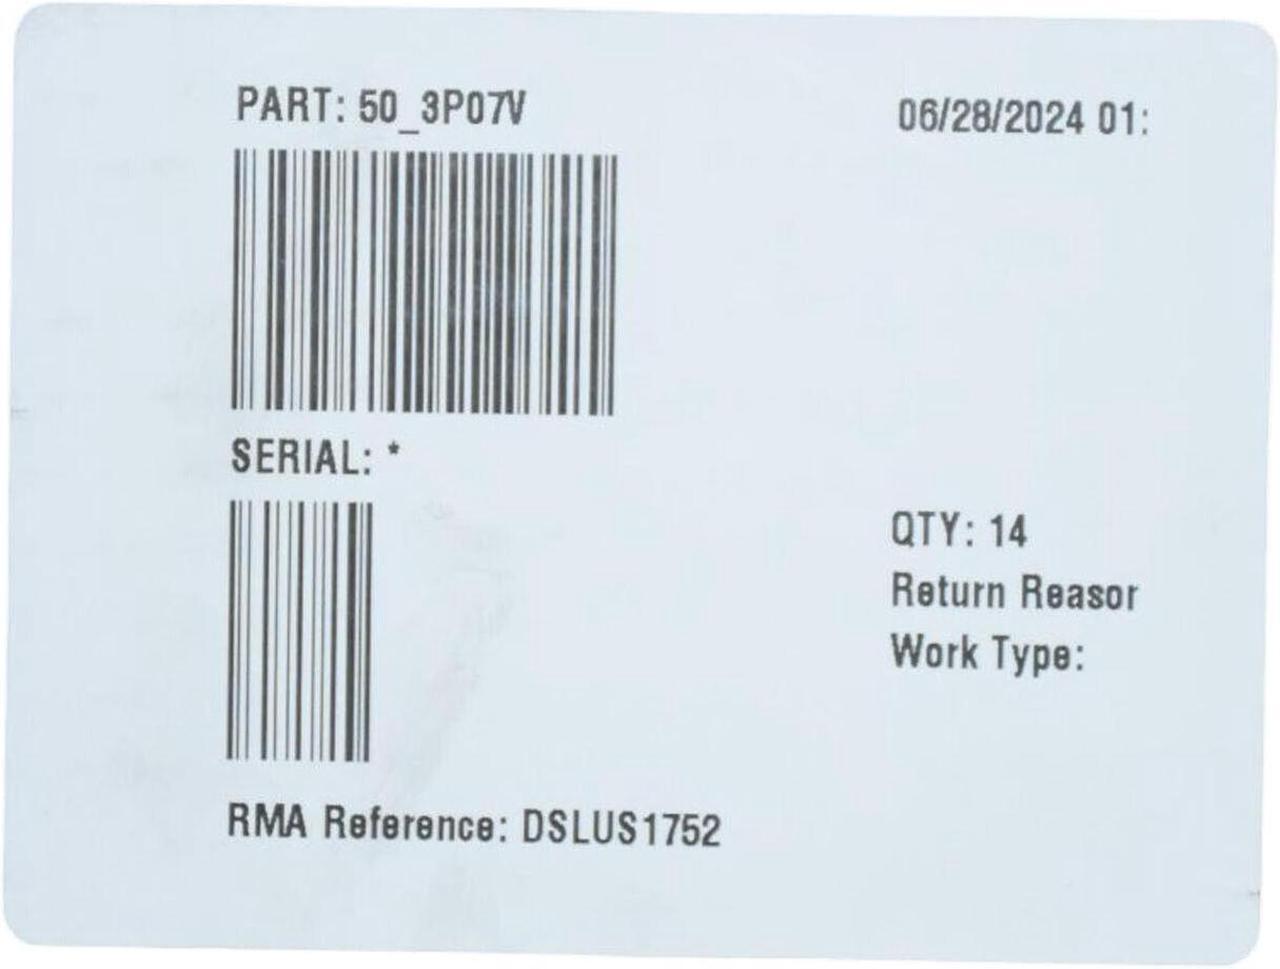 PART: 50_3P07V
06/28/2024 01:
SERIAL: *
QTY: 14
Return Reasor
Work Type:
RMA Reference: DSLUS1752